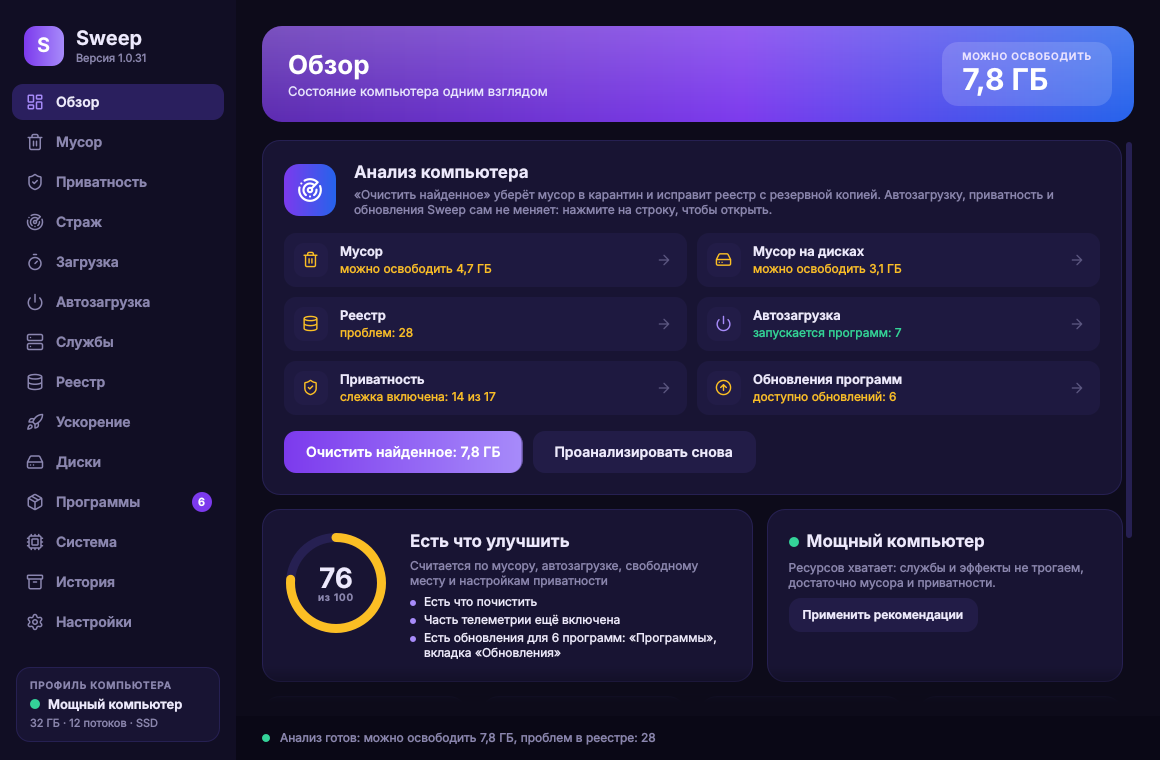 S
Sweep
Версия 1.0.31
Обзор
Мусор
Приватность
Страж
Загрузка
Автозагрузка
Службы
Реестр
Ускорение
Диски
Программы
6
Система
История
Настройки
ПРОФИЛЬ КОМПЬЮТЕРА
Мощный компьютер
32 ГБ · 12 потоков · SSD
Обзор
Состояние компьютера одним взглядом
МОЖНО ОСВОБОДИТЬ
7,8 ГБ
Анализ компьютера
«Очистить найденное» уберёт мусор в карантин и исправит реестр с резервной копией. Автозагрузку, приватность и
обновления Sweep сам не меняет: нажмите на строку, чтобы открыть.
Мусор
можно освободить 4,7 ГБ
Мусор на дисках
можно освободить 3,1 ГБ
Реестр
проблем: 28
Автозагрузка
запускается программ: 7
Приватность
слежка включена: 14 из 17
Обновления программ
доступно обновлений: 6
Очистить найденное: 7,8 ГБ
Проанализировать снова
76
из 100
Есть что улучшить
Считается по мусору, автозагрузке, свободному
месту и настройкам приватности
Есть что почистить
Часть телеметрии ещё включена
Есть обновления для 6 программ: «Программы»,
вкладка «Обновления»
Мощный компьютер
Ресурсов хватает: службы и эффекты не трогаем,
достаточно мусора и приватности.
Применить рекомендации
Анализ готов: можно освободить 7,8 ГБ, проблем в реестре: 28